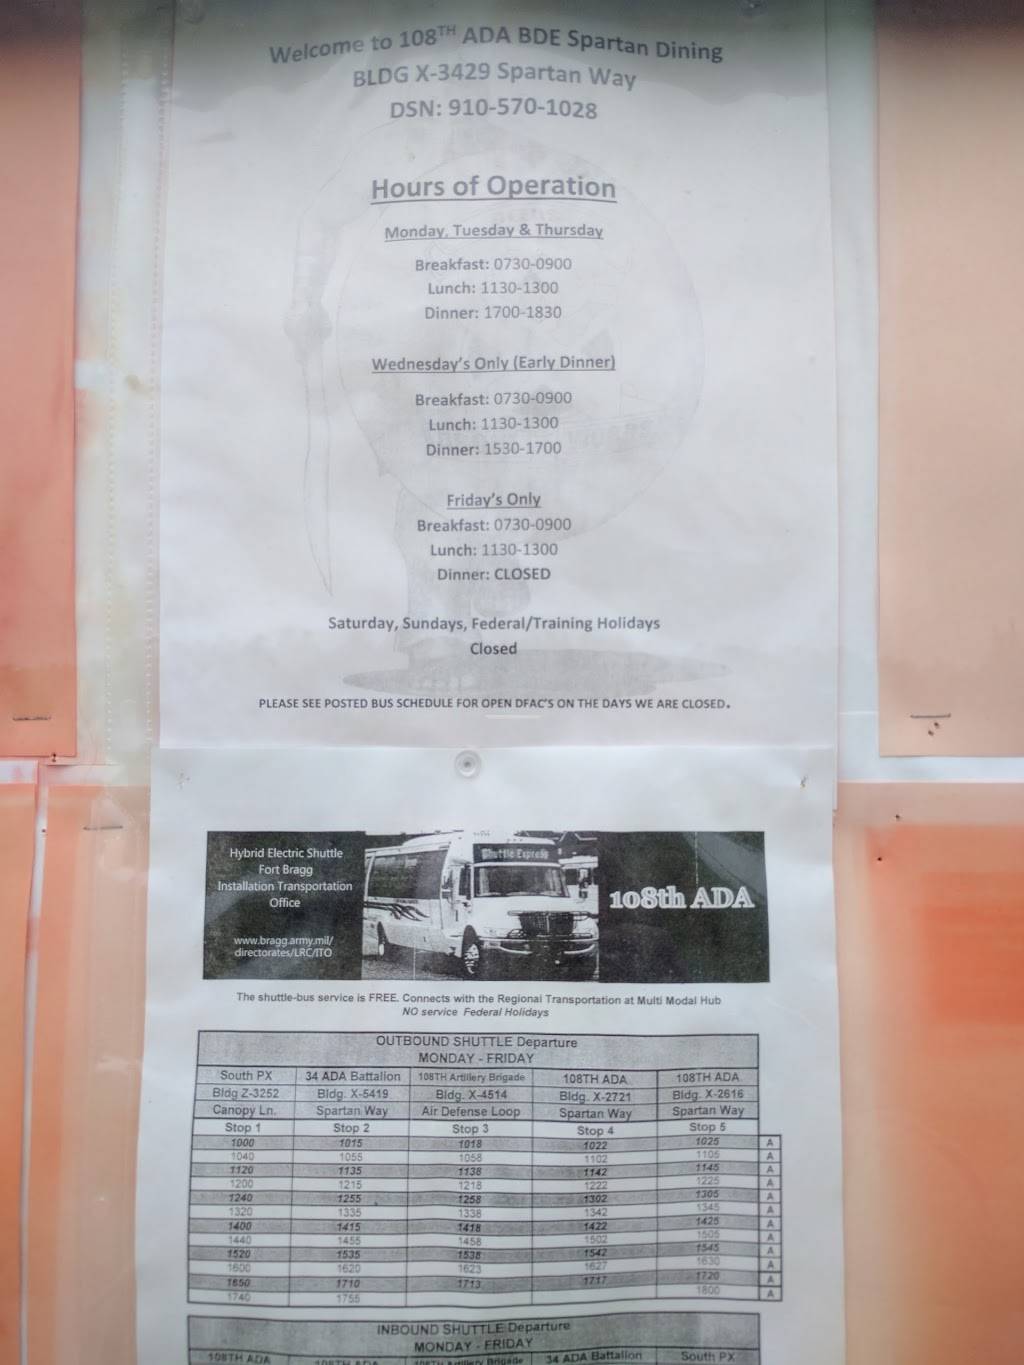 Welcome to 108TH ADA BDE Spartan Dining
BLDG X-3429 Spartan Way
DSN: 910-570-1028
Hours of Operation
Monday, Tuesday & Thursday
Breakfast: 0730-0900
Lunch: 1130-1300
Dinner: 1700-1830
Wednesday's Only (Early Dinner)
Breakfast: 0730-0900
Lunch: 1130-1300
Dinner: 1530-1700
Friday's Only
Breakfast: 0730-0900
Lunch: 1130-1300
Dinner: CLOSED
Saturday, Sundays, Federal/Training Holidays
Closed
PLEASE SEE POSTED BUS SCHEDULE FOR OPEN DFAC'S ON THE DAYS WE ARE CLOSED.
Hybrid Electric Shuttle
Fort Bragg
Installation Transportation
Office
www.bragg.army.mil/
directorates/LRC/ITO
Shuttle Express
108th ADA
The shuttle-bus service is FREE. Connects with the Regional Transportation at Multi Modal Hub
NO service Federal Holidays
OUTBOUND SHUTTLE Departure
MONDAY - FRIDAY
South PX 34 ADA Battalion 108TH Artillery Brigade 108TH ADA 108TH ADA
Bldg Z-3252 Bldg. X-5419 Bldg. X-4514 Bldg. X-2721 Bldg. X-2616
Canopy Ln. Spartan Way Air Defense Loop Spartan Way Spartan Way
Stop 1 Stop 2 Stop 3 Stop 4 Stop 5
1000 1015 1018 1022 1025 A
1040 1055 1058 1102 1105 A
1120 1135 1138 1142 1145 A
1200 1215 1218 1222 1225 A
1240 1255 1258 1302 1305 A
1320 1335 1338 1342 1345 A
1400 1415 1418 1422 1425 A
1440 1455 1458 1502 1505 A
1520 1535 1538 1542 1545 A
1600 1620 1623 1627 1630 A
1650 1710 1713 1717 1720 A
1740 1755 1800 A
INBOUND SHUTTLE Departure
MONDAY - FRIDAY
108TH ADA 108TH ADA 108TH Artillery Brigade 34 ADA Battalion South PX